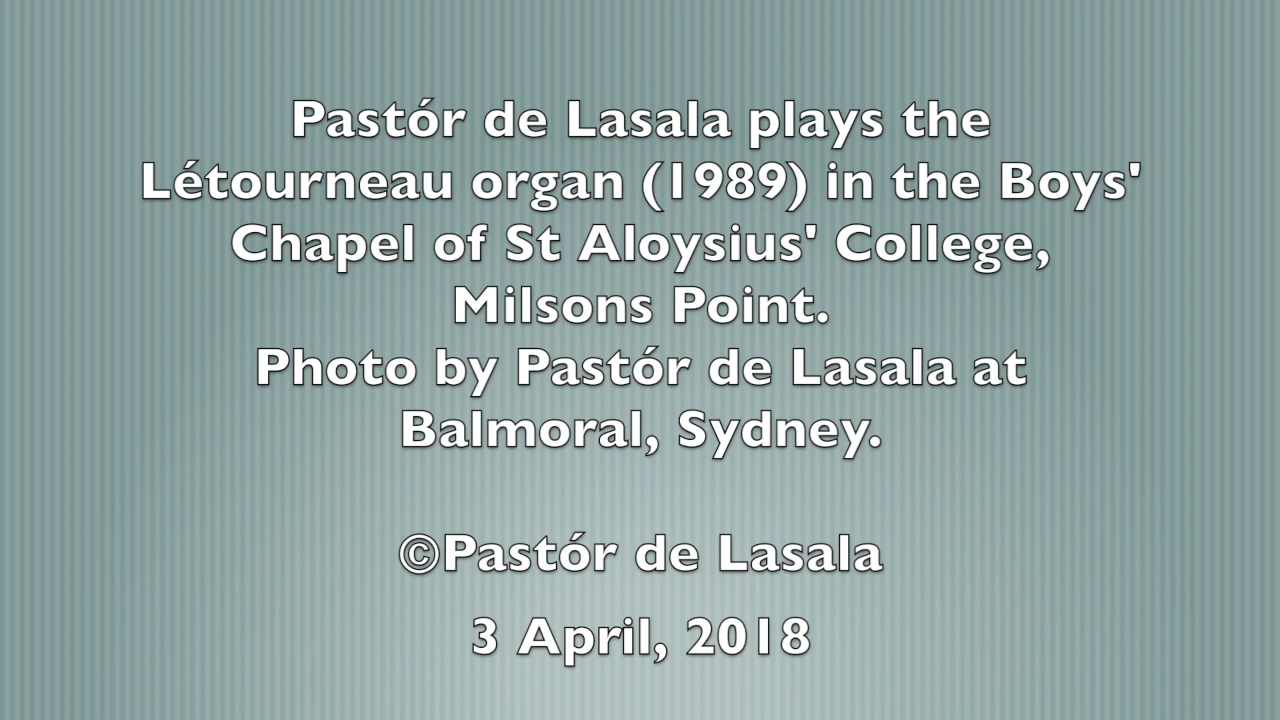 Pastór de Lasala plays the
Létourneau organ (1989) in the Boys'
Chapel of St Aloysius' College,
Milsons Point.
Photo by Pastór de Lasala at
Balmoral, Sydney.
©Pastór de Lasala
3 April, 2018